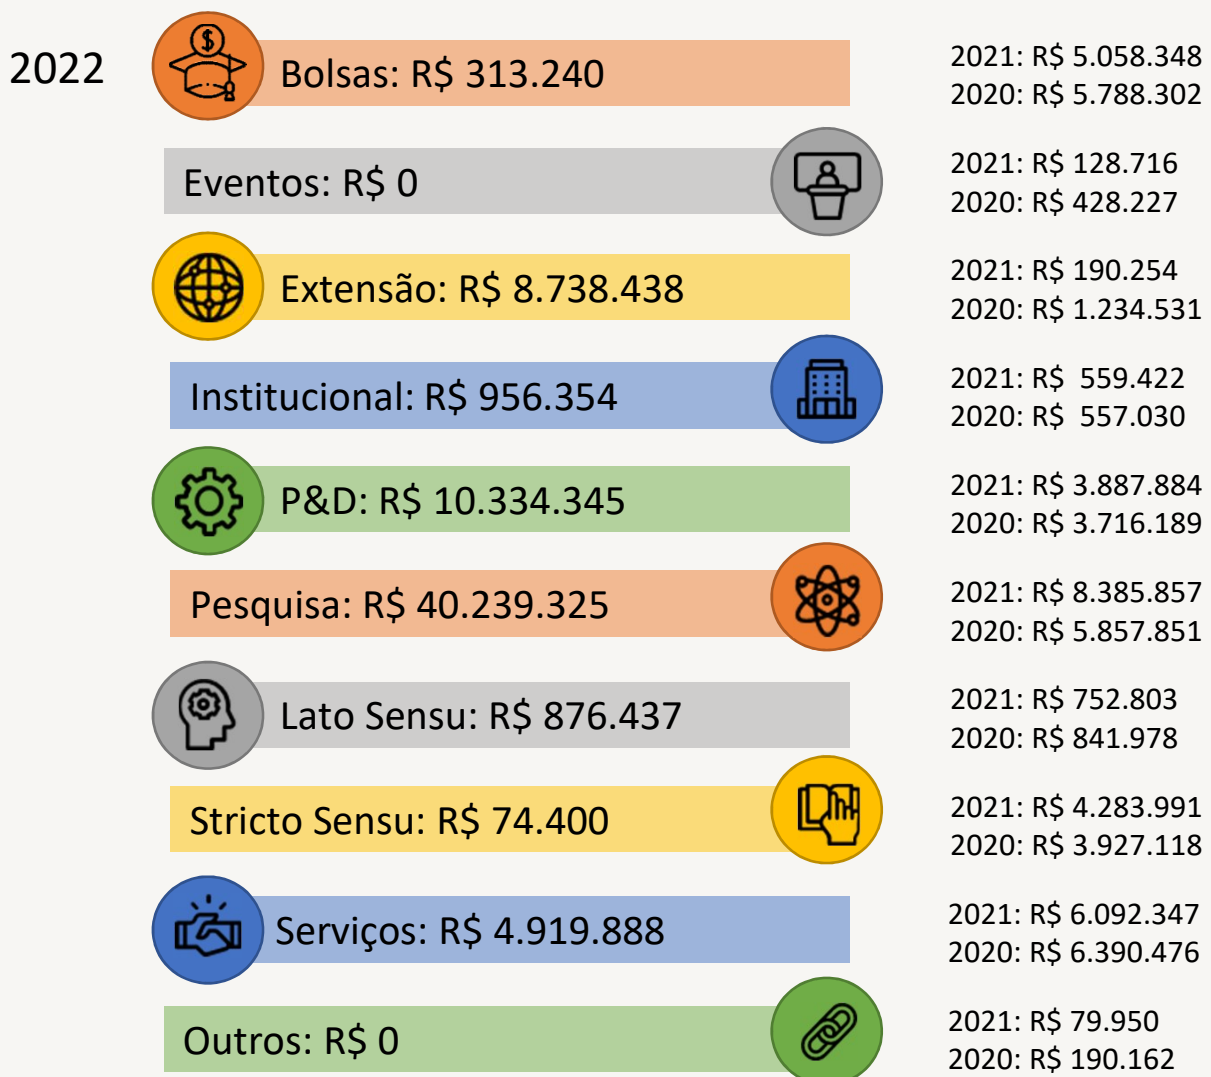 2022
Bolsas: R$ 313.240
2021: R$ 5.058.348
2020: R$ 5.788.302
Eventos: R$ 0
2021: R$ 128.716
2020: R$ 428.227
Extensão: R$ 8.738.438
2021: R$ 190.254
2020: R$ 1.234.531
Institucional: R$ 956.354
2021: R$  559.422
2020: R$  557.030
P&D: R$ 10.334.345
2021: R$ 3.887.884
2020: R$ 3.716.189
Pesquisa: R$ 40.239.325
2021: R$ 8.385.857
2020: R$ 5.857.851
Lato Sensu: R$ 876.437
2021: R$ 752.803
2020: R$ 841.978
Stricto Sensu: R$ 74.400
2021: R$ 4.283.991
2020: R$ 3.927.118
Serviços: R$ 4.919.888
2021: R$ 6.092.347
2020: R$ 6.390.476
Outros: R$ 0
2021: R$ 79.950
2020: R$ 190.162